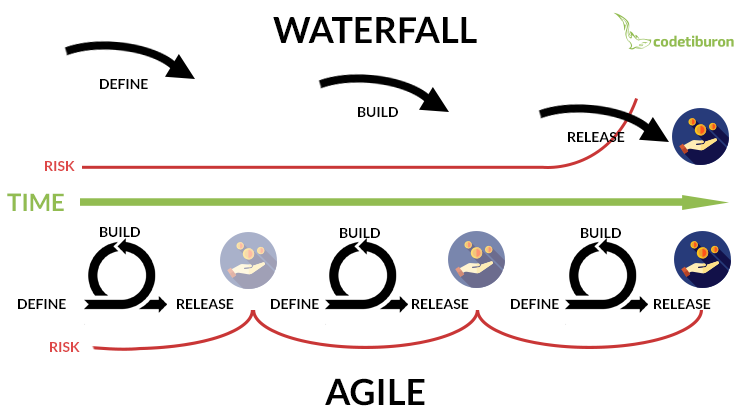 WATERFALL
codetiburon
DEFINE
BUILD
RELEASE
RISK
TIME
BUILD
BUILD
BUILD
DEFINE
RELEASE
DEFINE
RELEASE
DEFINE
RELEASE
RISK
AGILE